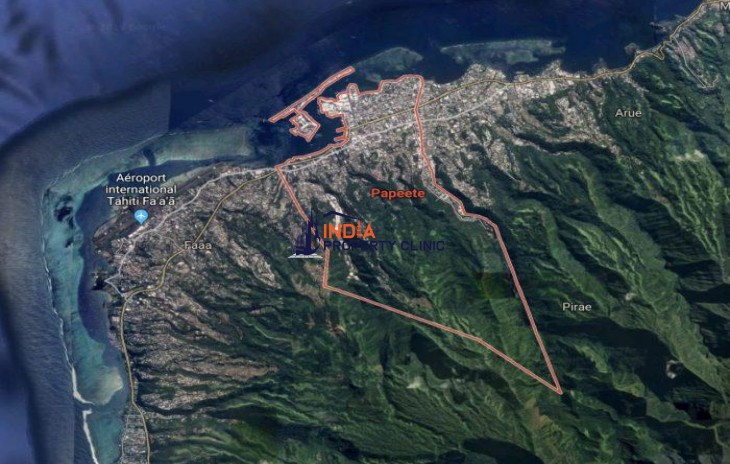 M
Arue
Aéroport
international
Tahiti Fa'a'ā
Papeete
INDIA
PROPERTY CLINIC
Faaa
Pirae